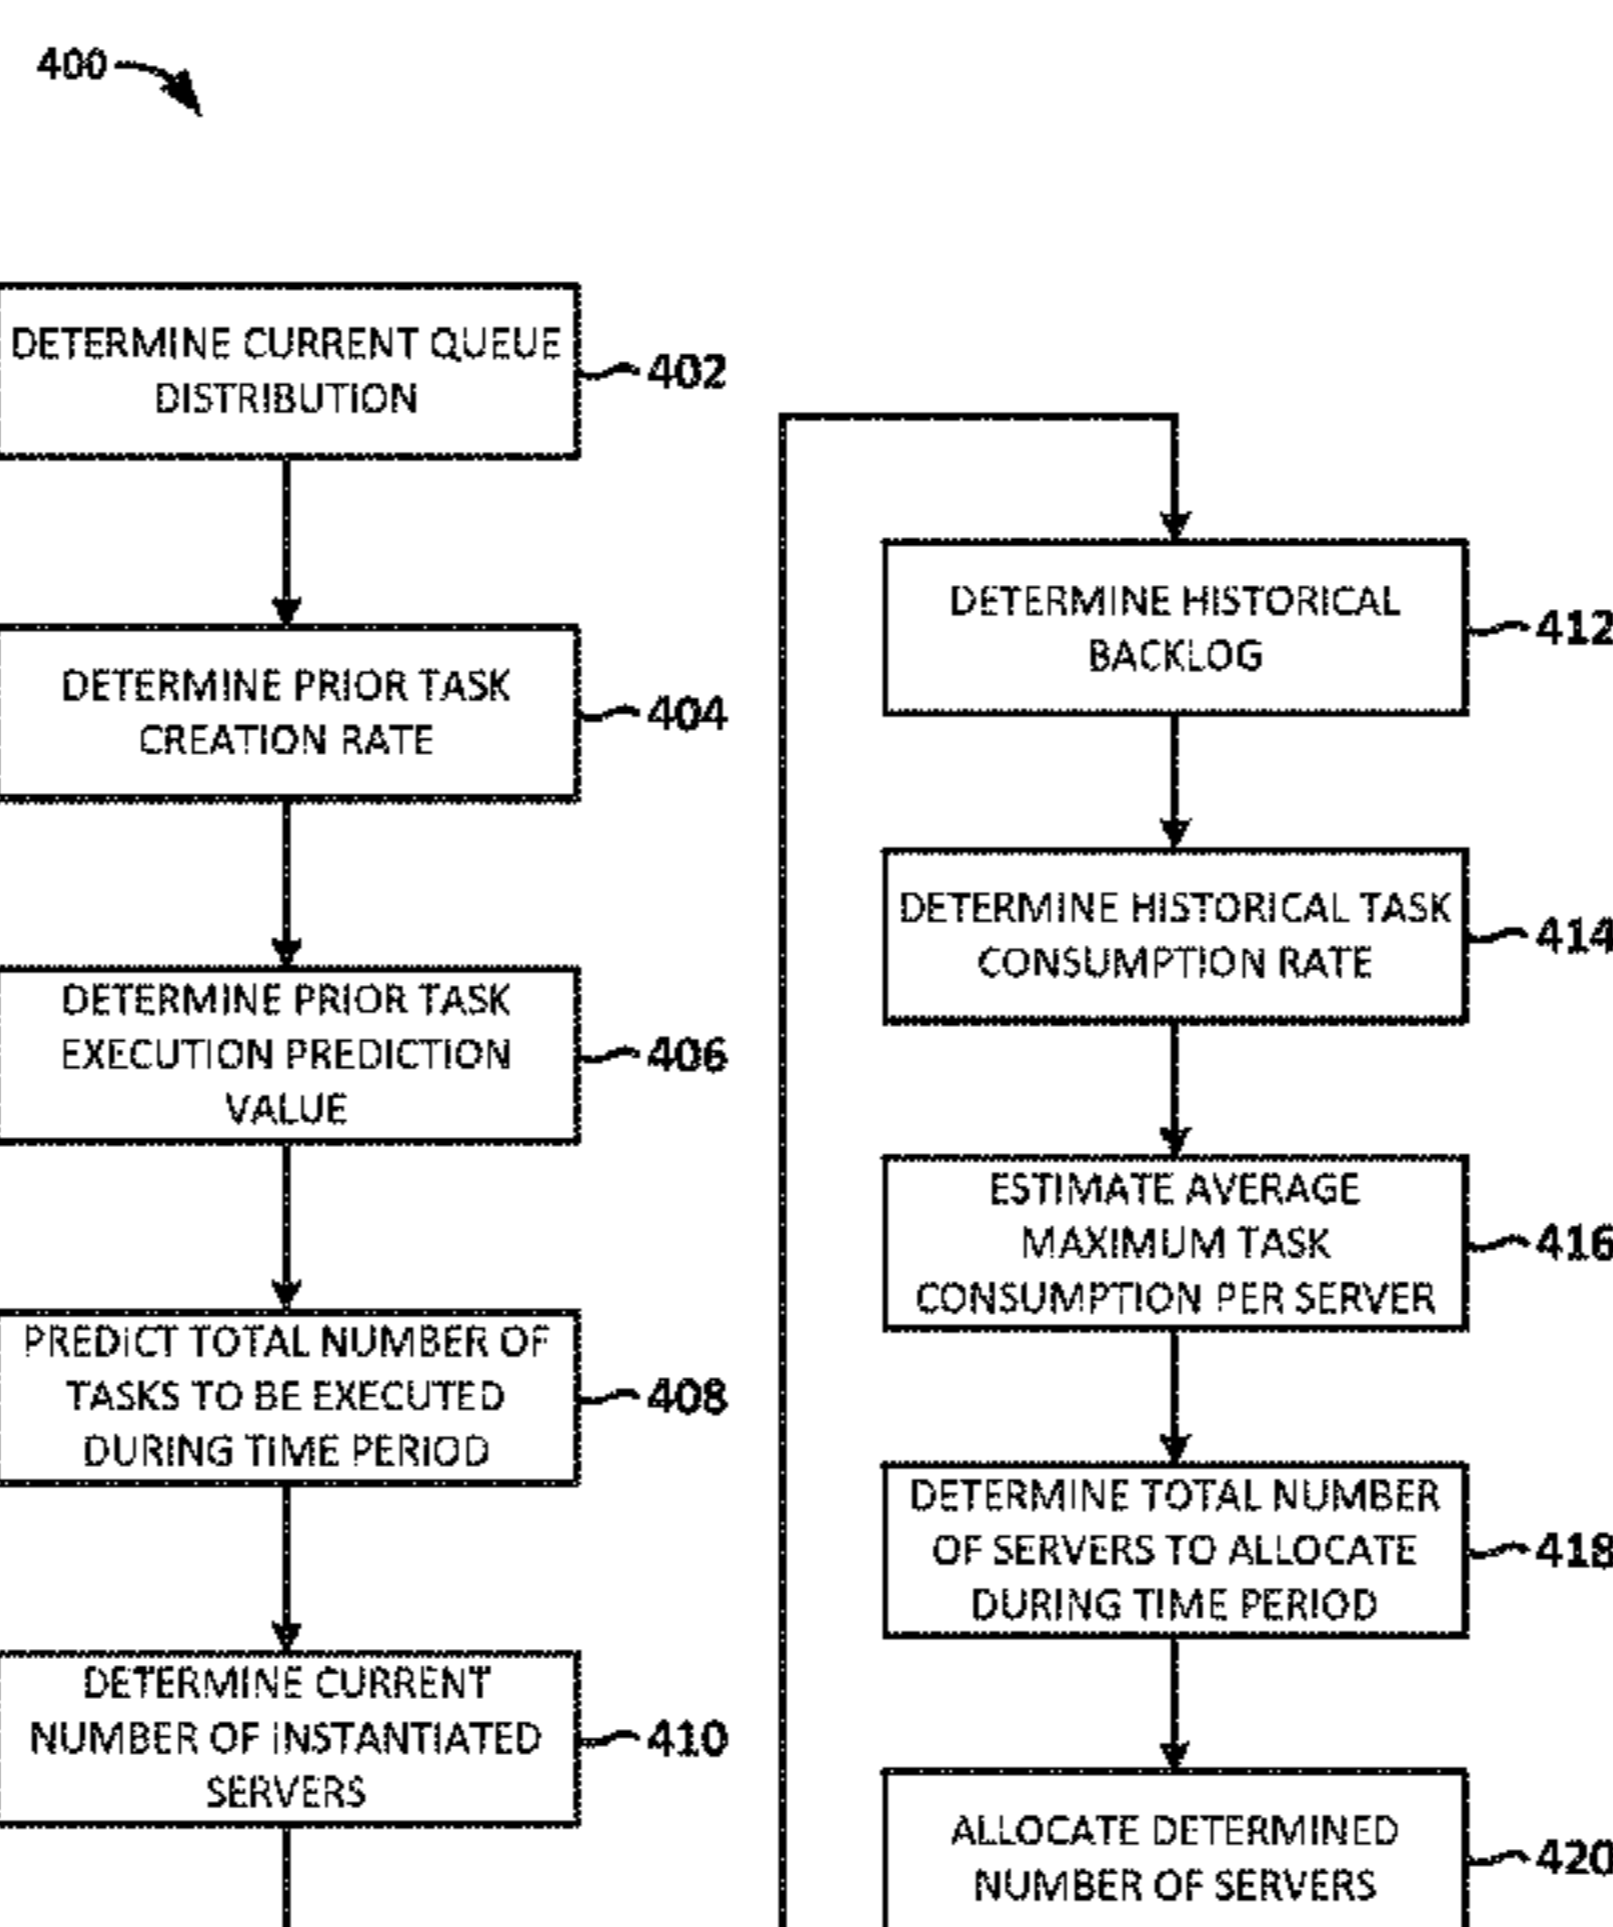 400
DETERMINE CURRENT QUEUE
DISTRIBUTION
402
DETERMINE PRIOR TASK
CREATION RATE
404
DETERMINE PRIOR TASK
EXECUTION PREDICTION
VALUE
406
PREDICT TOTAL NUMBER OF
TASKS TO BE EXECUTED
DURING TIME PERIOD
408
DETERMINE CURRENT
NUMBER OF INSTANTIATED
SERVERS
410
DETERMINE HISTORICAL
BACKLOG
412
DETERMINE HISTORICAL TASK
CONSUMPTION RATE
414
ESTIMATE AVERAGE
MAXIMUM TASK
CONSUMPTION PER SERVER
416
DETERMINE TOTAL NUMBER
OF SERVERS TO ALLOCATE
DURING TIME PERIOD
418
ALLOCATE DETERMINED
NUMBER OF SERVERS
420